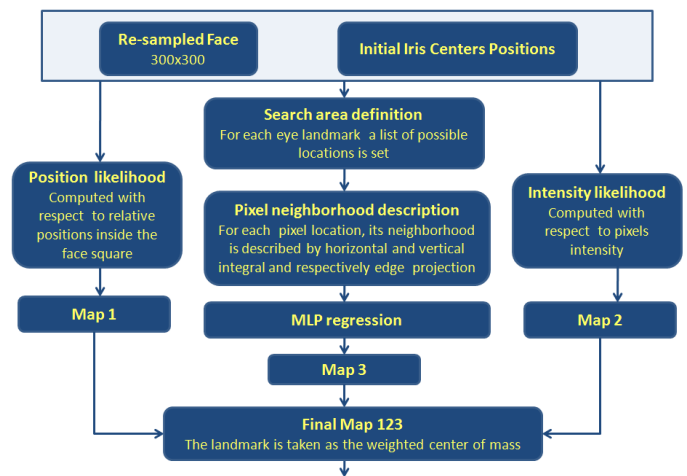 Re-sampled Face
300x300
Initial Iris Centers Positions
Search area definition
For each eye landmark a list of possible
locations is set
Position likelihood
Computed with
respect to relative
positions inside the
face square
Pixel neighborhood description
For each pixel location, its neighborhood
is described by horizontal and vertical
integral and respectively edge projection
Intensity likelihood
Computed with
respect to pixels
intensity
Map 1
MLP regression
Map 2
Map 3
Final Map 123
The landmark is taken as the weighted center of mass